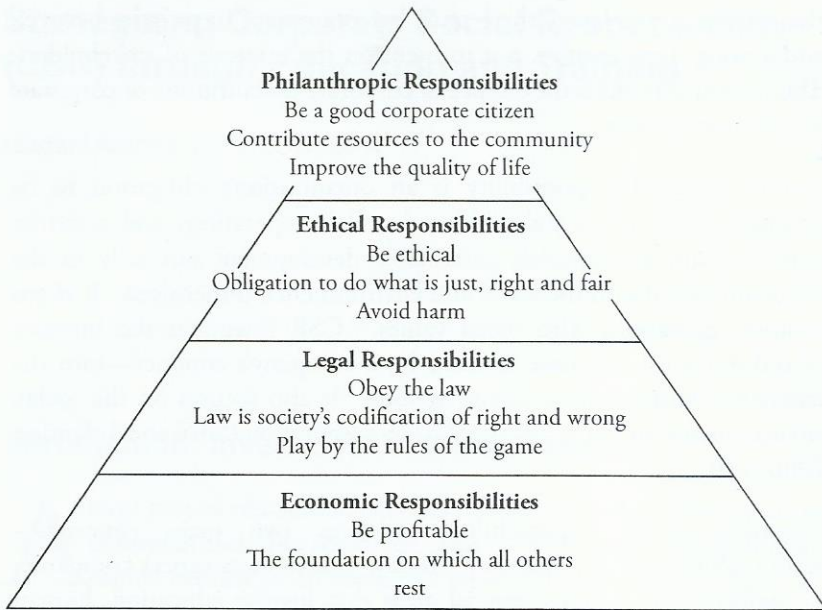 Philanthropic Responsibilities
Be a good corporate citizen
Contribute resources to the community
Improve the quality of life
Ethical Responsibilities
Be ethical
Obligation to do what is just, right and fair
Avoid harm
Legal Responsibilities
Obey the law
Law is society's codification of right and wrong
Play by the rules of the game
Economic Responsibilities
Be profitable
The foundation on which all others
rest